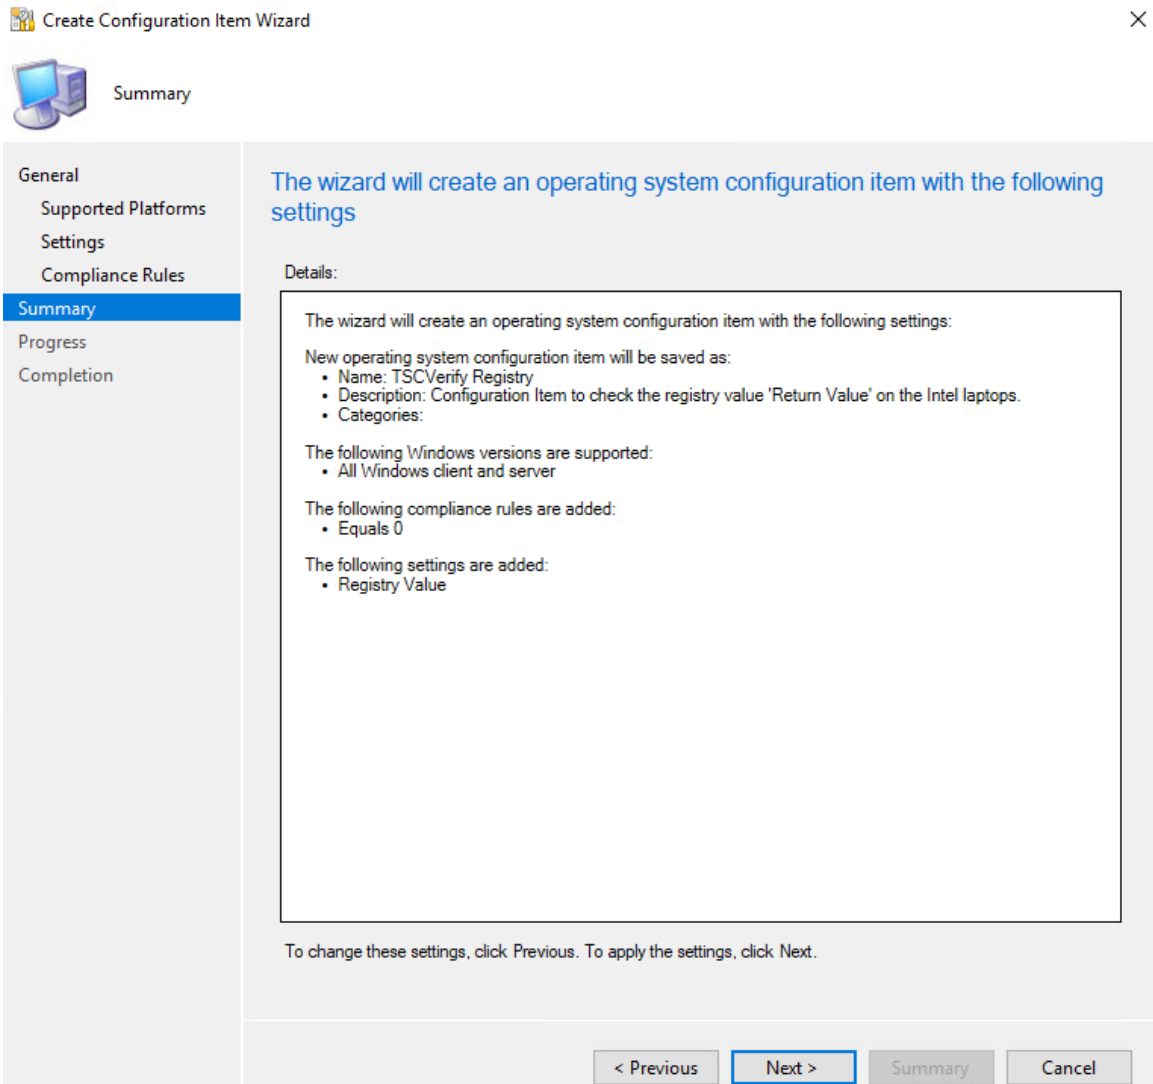 Create Configuration Item Wizard
Summary
General
Supported Platforms
Settings
Compliance Rules
Summary
Progress
Completion
The wizard will create an operating system configuration item with the following
settings
Details:
The wizard will create an operating system configuration item with the following settings:
New operating system configuration item will be saved as:
• Name: TSCVerify Registry
• Description: Configuration Item to check the registry value 'Return Value' on the Intel laptops.
• Categories:
The following Windows versions are supported:
• All Windows client and server
The following compliance rules are added:
• Equals 0
The following settings are added:
• Registry Value
To change these settings, click Previous. To apply the settings, click Next.
< Previous
Next >
Summary
Cancel